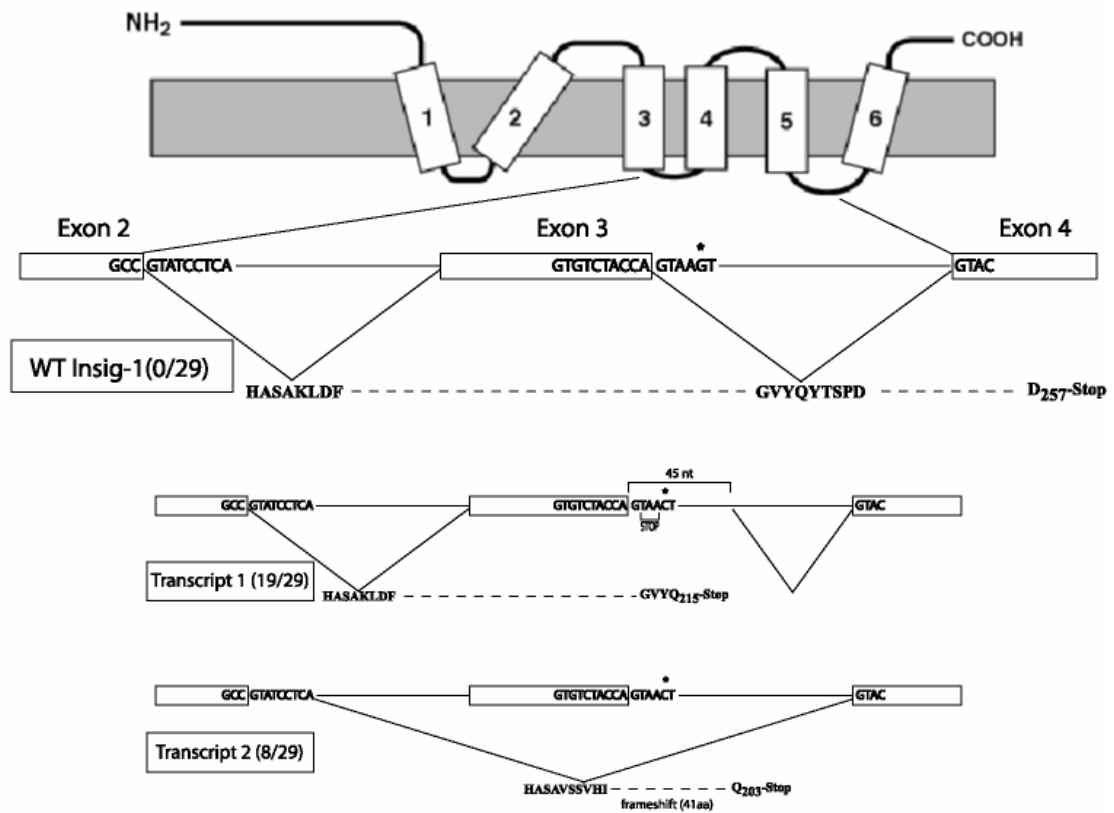 NH2
COOH
1 2 3 4 5 6
Exon 2 Exon 3 Exon 4
*
GCC GTATCCTCA GTGTCTACCA GTAAGT GTAC
WT Insig-1(0/29)
HASAKLDF GVYQYTSPD D257-Stop
45 nt
*
GCC GTATCCTCA GTGTCTACCA GTAACT GTAC
STOP
Transcript 1 (19/29)
HASAKLDF GVYQ215-Stop
*
GCC GTATCCTCA GTGTCTACCA GTAACT GTAC
Transcript 2 (8/29)
HASAVSSVHI Q203-Stop
frameshift (41aa)